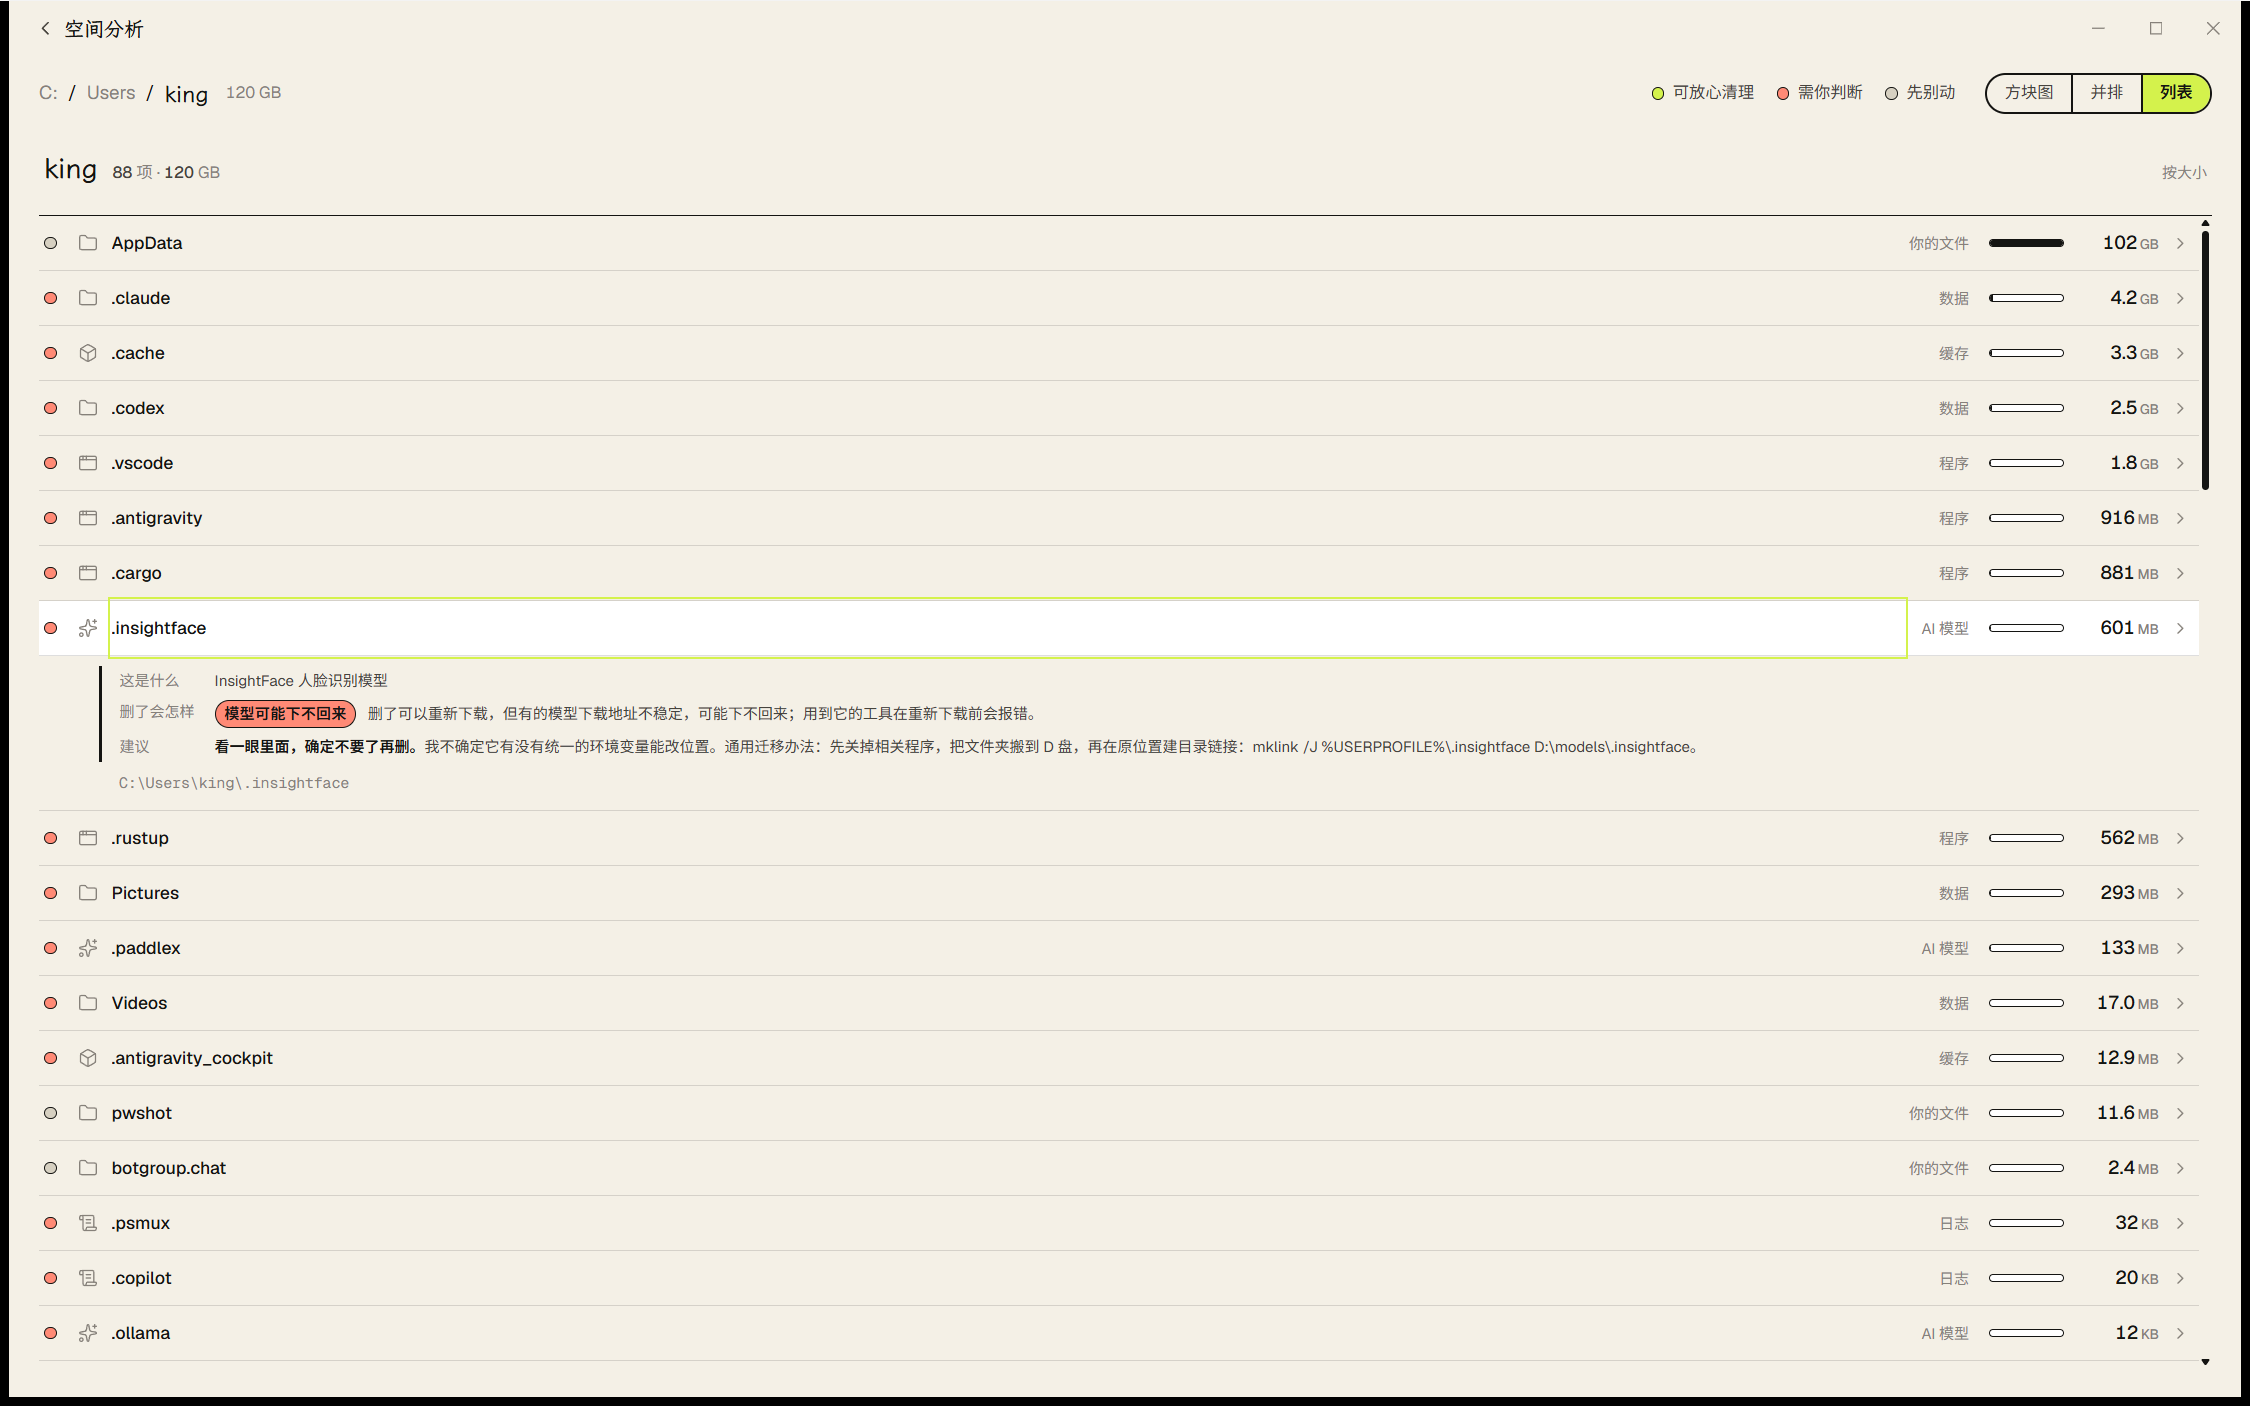 空间分析
C: / Users / king 120 GB
可放心清理 需你判断 先别动 方块图 并排 列表
king 88 项 · 120 GB 按大小
AppData 你的文件 102 GB
.claude 数据 4.2 GB
.cache 缓存 3.3 GB
.codex 数据 2.5 GB
.vscode 程序 1.8 GB
.antigravity 程序 916 MB
.cargo 程序 881 MB
.insightface AI 模型 601 MB
这是什么 InsightFace 人脸识别模型
删了会怎样 模型可能下不回来 删了可以重新下载，但有的模型下载地址不稳定，可能下不回来；用到它的工具在重新下载前会报错。
建议 看一眼里面，确定不要了再删。我不确定它有没有统一的环境变量能改位置。通用迁移办法：先关掉相关程序，把文件夹搬到 D 盘，再在原位置建目录链接：mklink /J %USERPROFILE%\.insightface D:\models\.insightface。
C:\Users\king\.insightface
.rustup 程序 562 MB
Pictures 数据 293 MB
.paddlex AI 模型 133 MB
Videos 数据 17.0 MB
.antigravity_cockpit 缓存 12.9 MB
pwshot 你的文件 11.6 MB
botgroup.chat 你的文件 2.4 MB
.psmux 日志 32 KB
.copilot 日志 20 KB
.ollama AI 模型 12 KB